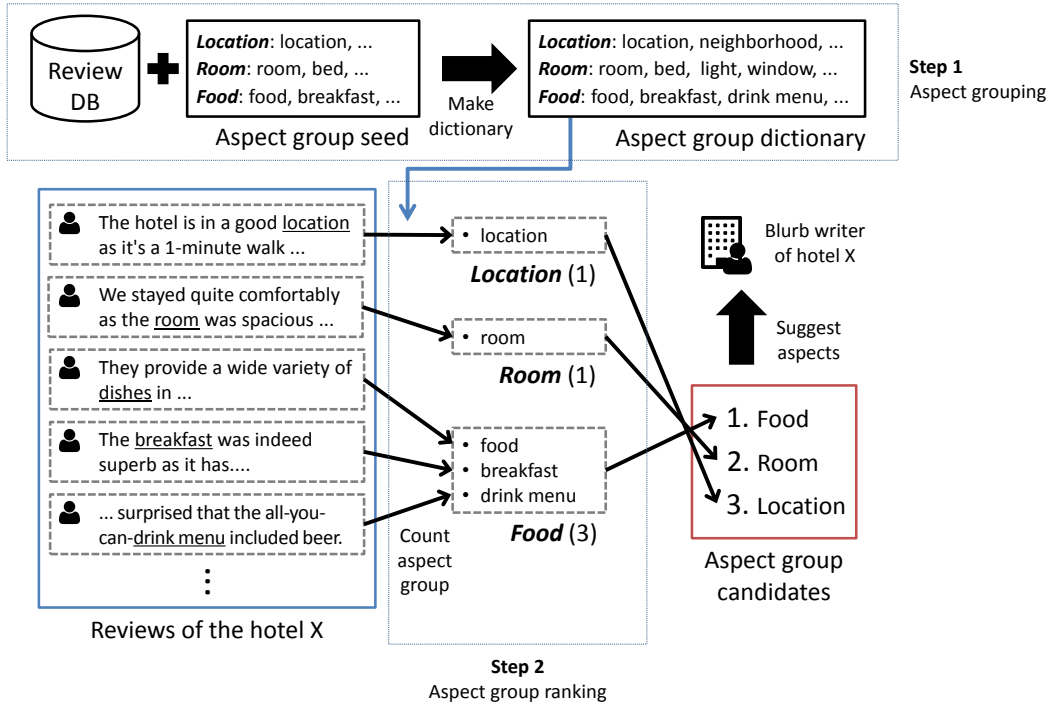 Review
DB
Location: location, ...
Room: room, bed, ...
Food: food, breakfast, ...
Aspect group seed
Make
dictionary
Location: location, neighborhood, ...
Room: room, bed, light, window, ...
Food: food, breakfast, drink menu, ...
Aspect group dictionary
Step 1
Aspect grouping
The hotel is in a good location
as it's a 1-minute walk ...
We stayed quite comfortably
as the room was spacious ...
They provide a wide variety of
dishes in ...
The breakfast was indeed
superb as it has....
... surprised that the all-you-
can-drink menu included beer.
⋮
Reviews of the hotel X
• location
Location (1)
• room
Room (1)
• food
• breakfast
• drink menu
Food (3)
Count
aspect
group
Step 2
Aspect group ranking
Blurb writer
of hotel X
Suggest
aspects
1. Food
2. Room
3. Location
Aspect group
candidates